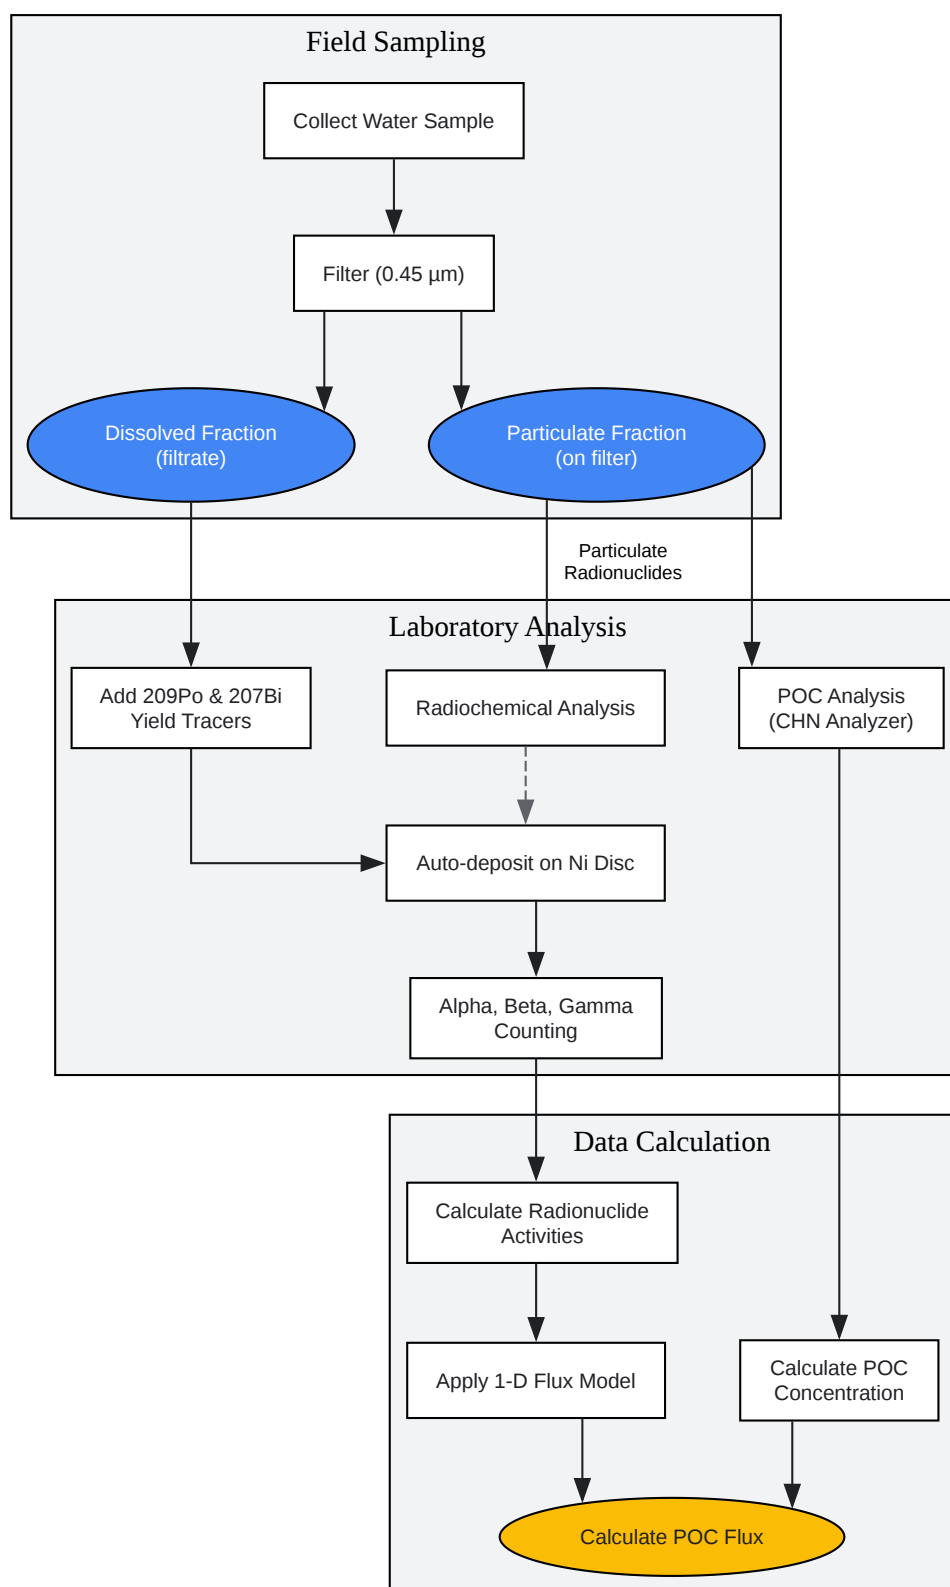 Field Sampling
Collect Water Sample
Filter (0.45 µm)
Dissolved Fraction
(filtrate)
Particulate Fraction
(on filter)
Particulate
Radionuclides
Laboratory Analysis
Add 209Po & 207Bi
Yield Tracers
Radiochemical Analysis
POC Analysis
(CHN Analyzer)
Auto-deposit on Ni Disc
Alpha, Beta, Gamma
Counting
Data Calculation
Calculate Radionuclide
Activities
Apply 1-D Flux Model
Calculate POC
Concentration
Calculate POC Flux